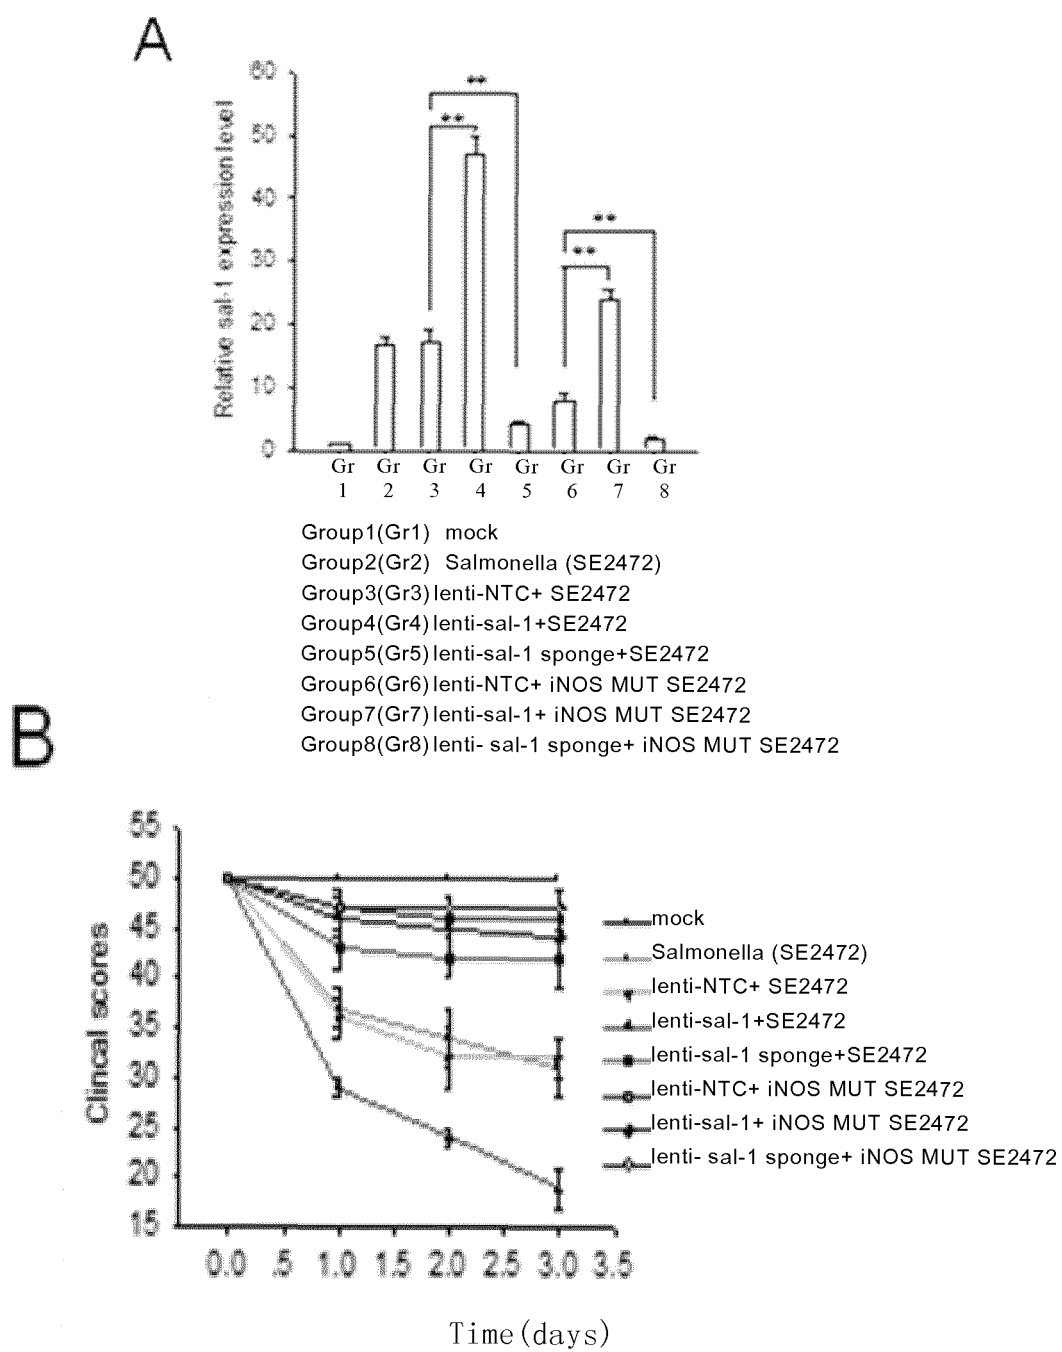 A
Relative sal-1 expression level
60
50
40
30
20
10
0
** 
**
**
**
Gr Gr Gr Gr Gr Gr Gr Gr
1 2 3 4 5 6 7 8
Group1(Gr1) mock
Group2(Gr2) Salmonella (SE2472)
Group3(Gr3) lenti-NTC+ SE2472
Group4(Gr4) lenti-sal-1+SE2472
Group5(Gr5) lenti-sal-1 sponge+SE2472
Group6(Gr6) lenti-NTC+ iNOS MUT SE2472
Group7(Gr7) lenti-sal-1+ iNOS MUT SE2472
Group8(Gr8) lenti- sal-1 sponge+ iNOS MUT SE2472
B
Clincal scores
55
50
45
40
35
30
25
20
15
0.0 .5 1.0 1.5 2.0 2.5 3.0 3.5
Time(days)
mock
Salmonella (SE2472)
lenti-NTC+ SE2472
lenti-sal-1+SE2472
lenti-sal-1 sponge+SE2472
lenti-NTC+ iNOS MUT SE2472
lenti-sal-1+ iNOS MUT SE2472
lenti- sal-1 sponge+ iNOS MUT SE2472